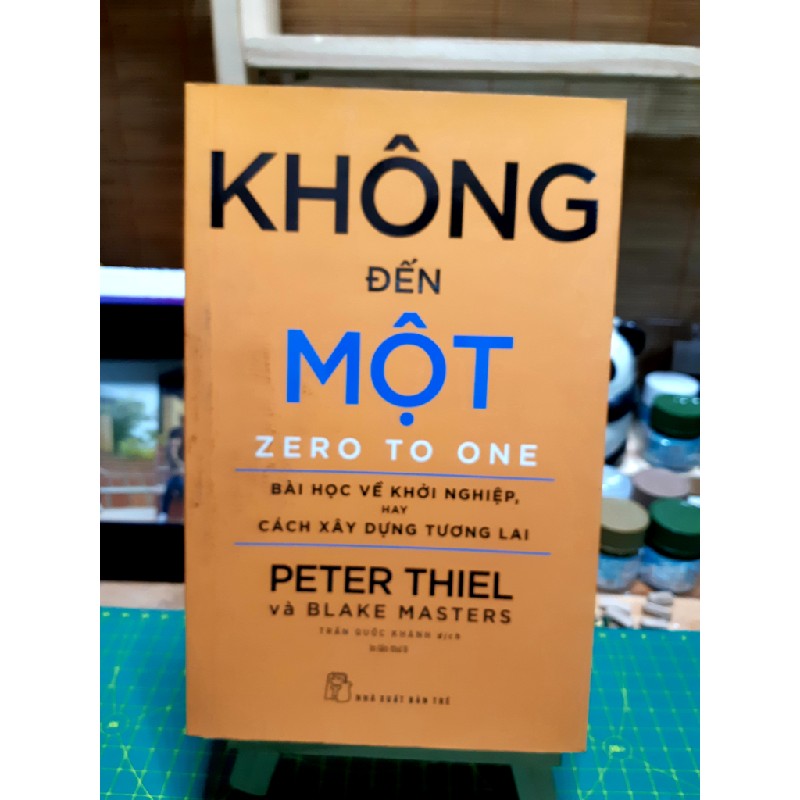 KHÔNG
ĐẾN
MỘT
ZERO TO ONE
BÀI HỌC VỀ KHỞI NGHIỆP,
HAY
CÁCH XÂY DỰNG TƯƠNG LAI
PETER THIEL
và BLAKE MASTERS
TRẦN QUỐC KHÁNH dịch
NHÀ XUẤT BẢN TRẺ